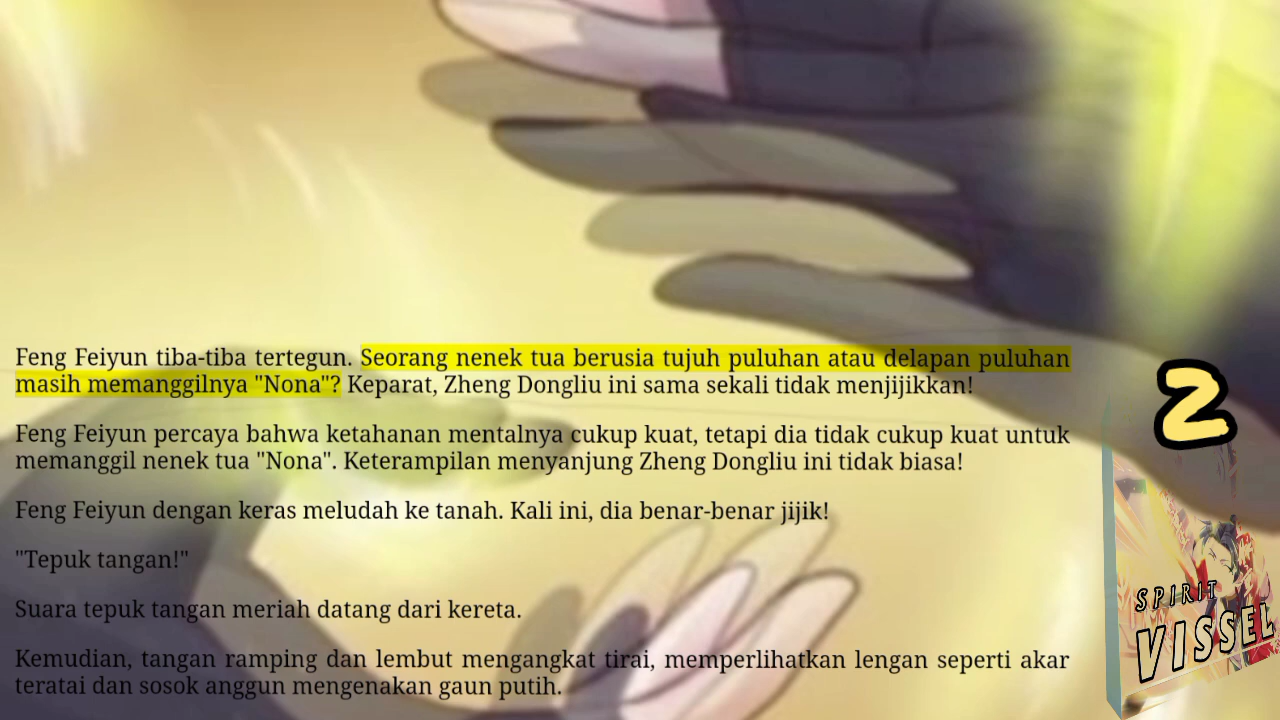 Feng Feiyun tiba-tiba tertegun. Seorang nenek tua berusia tujuh puluhan atau delapan puluhan
masih memanggilnya "Nona"? Keparat, Zheng Dongliu ini sama sekali tidak menjijikkan!
Feng Feiyun percaya bahwa ketahanan mentalnya cukup kuat, tetapi dia tidak cukup kuat untuk
memanggil nenek tua "Nona". Keterampilan menyanjung Zheng Dongliu ini tidak biasa!
Feng Feiyun dengan keras meludah ke tanah. Kali ini, dia benar-benar jijik!
"Tepuk tangan!"
Suara tepuk tangan meriah datang dari kereta.
Kemudian, tangan ramping dan lembut mengangkat tirai, memperlihatkan lengan seperti akar
teratai dan sosok anggun mengenakan gaun putih.
2
SPIRIT
VISSEL